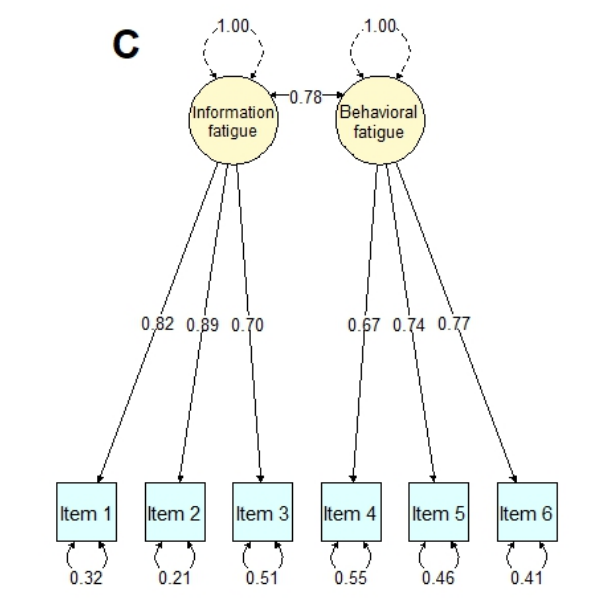 C
1.00 1.00
0.78
Information
fatigue
Behavioral
fatigue
0.82 0.89 0.70 0.67 0.74 0.77
Item 1 Item 2 Item 3 Item 4 Item 5 Item 6
0.32 0.21 0.51 0.55 0.46 0.41